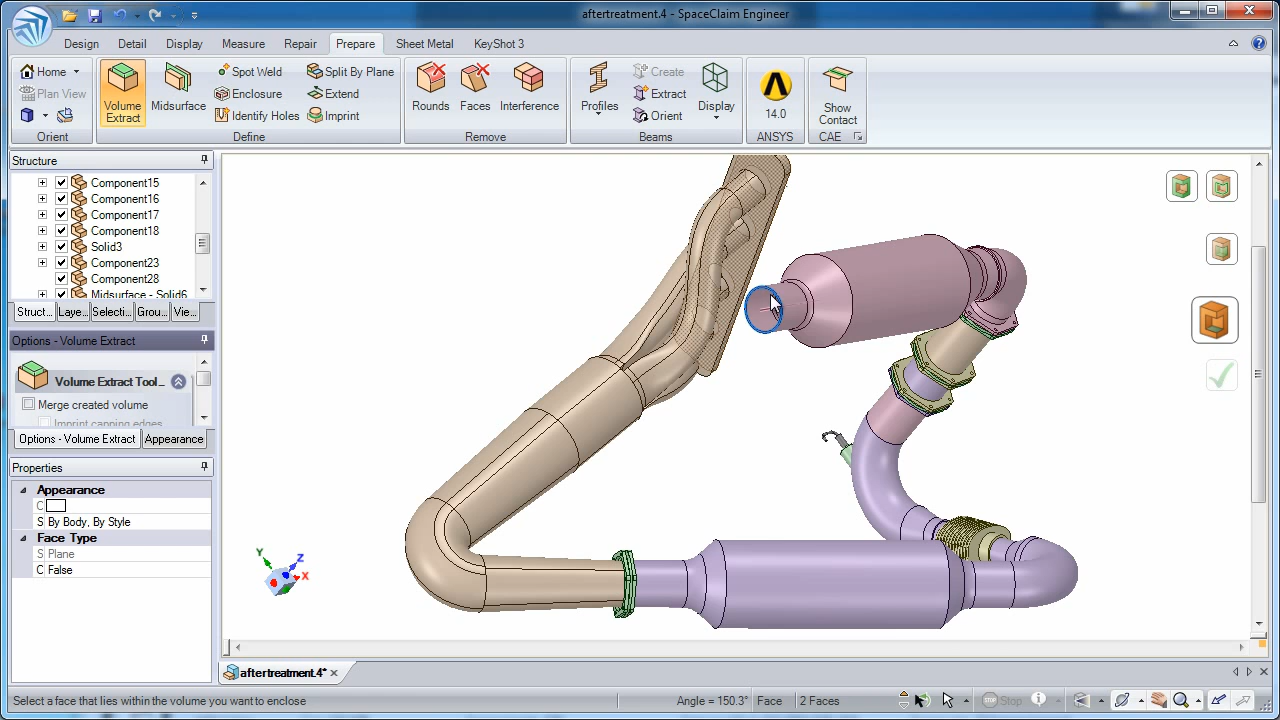 aftertreatment.4 - SpaceClaim Engineer
Design Detail Display Measure Repair Prepare Sheet Metal KeyShot 3
Home
Plan View
Orient
Volume Extract
Midsurface
Spot Weld
Enclosure
Identify Holes
Split By Plane
Extend
Imprint
Define
Rounds
Faces
Interference
Remove
Profiles
Create
Extract
Orient
Display
Beams
14.0
ANSYS
Show Contact
CAE
Structure
Component15
Component16
Component17
Component18
Solid3
Component23
Component28
Midsurface - Solid6
Struct... Laye... Selecti... Grou... Vie...
Options - Volume Extract
Volume Extract Tool...
Merge created volume
Imprint capping edges
Options - Volume Extract Appearance
Properties
Appearance
C
S By Body, By Style
Face Type
S Plane
C False
Y
Z
X
aftertreatment.4*
Select a face that lies within the volume you want to enclose
Angle = 150.3° Face 2 Faces
Stop